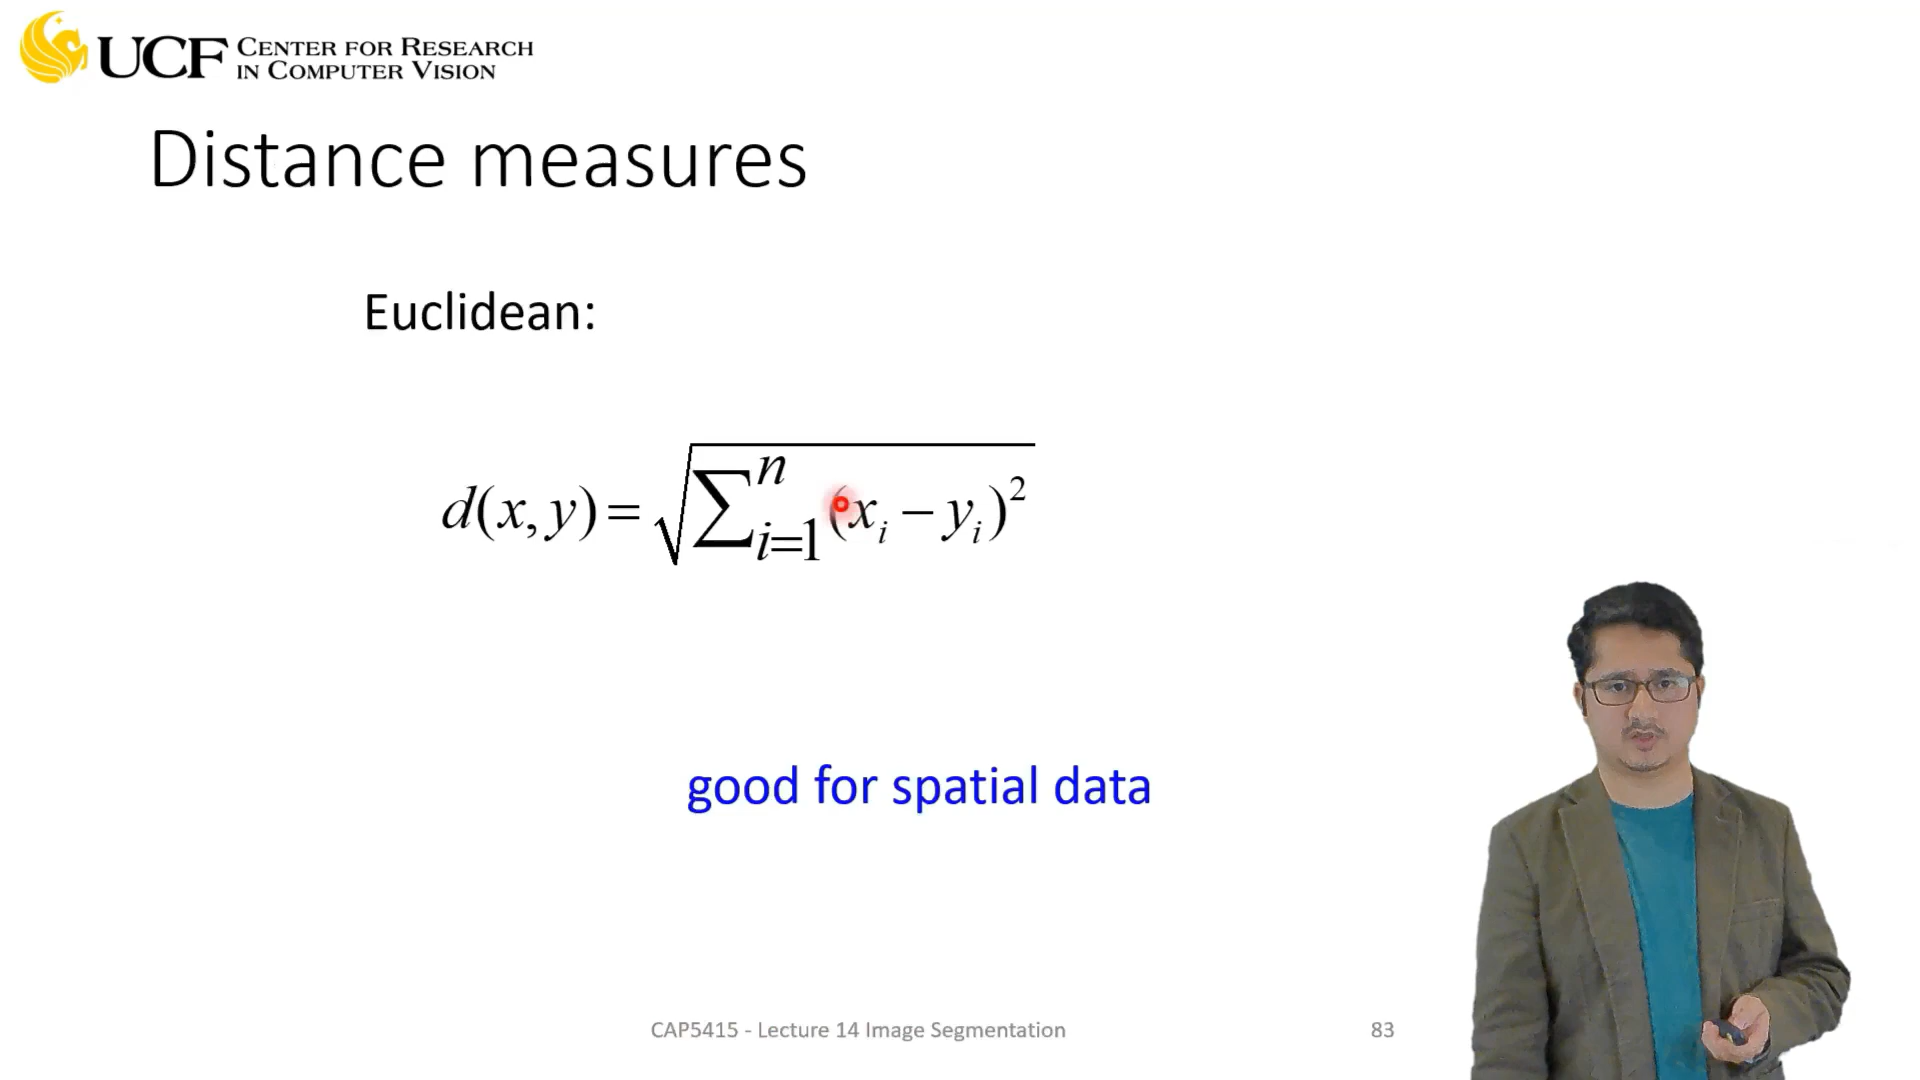 UCF CENTER FOR RESEARCH
IN COMPUTER VISION
Distance measures
Euclidean:
d(x, y) = √∑ⁿᵢ₌₁(xᵢ − yᵢ)²
good for spatial data
CAP5415 - Lecture 14 Image Segmentation
83